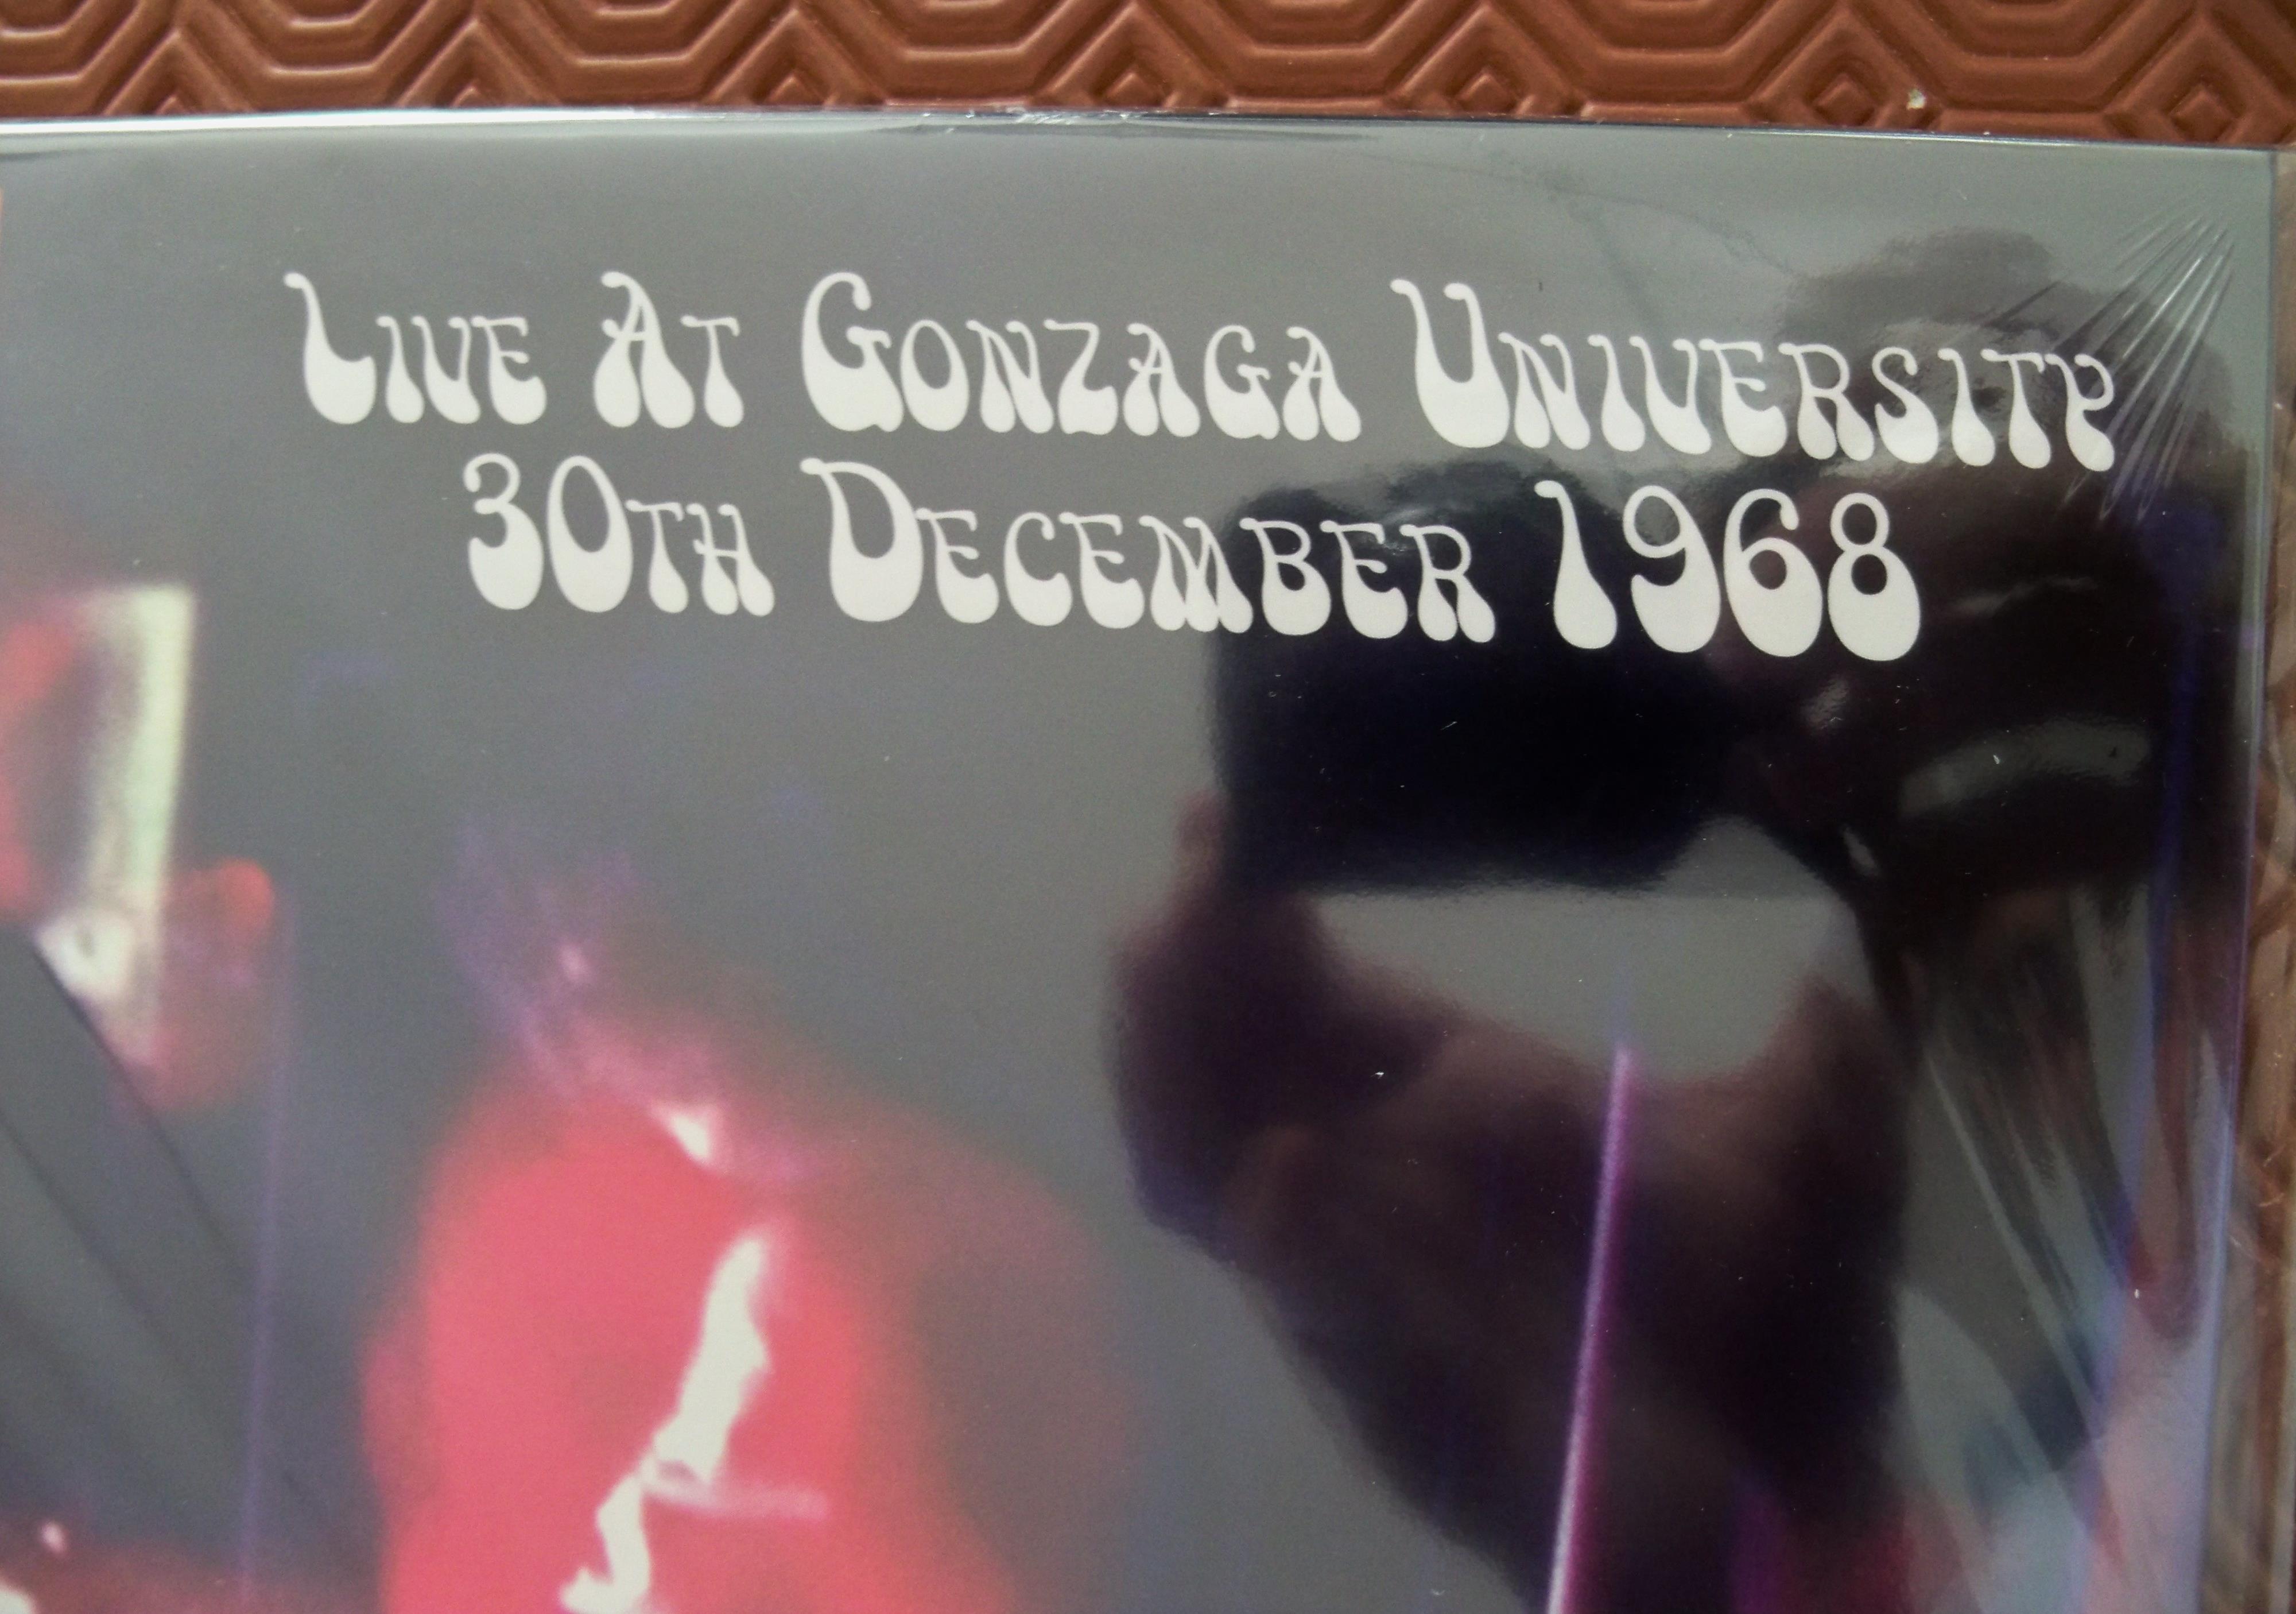 Live At Gonzaga University
30th December 1968